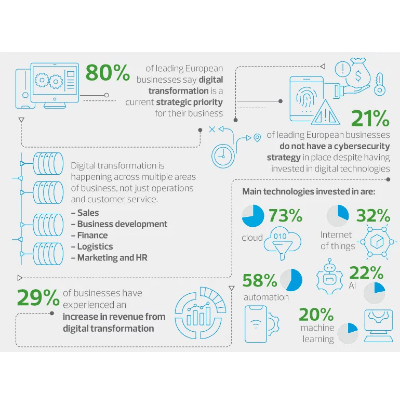 80%
of leading European
businesses say digital
transformation is a
current strategic priority
for their business
21%
of leading European businesses
do not have a cybersecurity
strategy in place despite having
invested in digital technologies
Digital transformation is
happening across multiple areas
of business, not just operations
and customer service.
– Sales
– Business development
– Finance
– Logistics
– Marketing and HR
Main technologies invested in are:
73%
cloud
010
32%
Internet
of things
58%
automation
22%
AI
20%
machine
learning
29%
of businesses have
experienced an
increase in revenue from
digital transformation